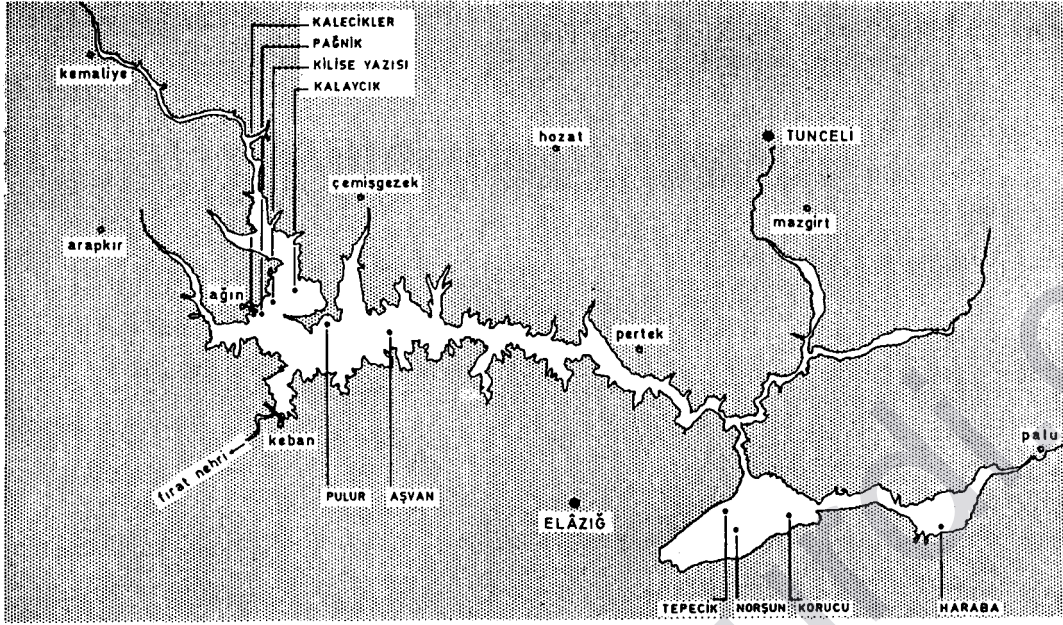 KALECİKLER
PAĞNİK
KİLİSE YAZISI
KALAYCIK
kemaliye
hozat
TUNCELİ
çemişgezek
mazgirt
arapkır
ağın
pertek
keban
palu
fırat nehri
PULUR
AŞVAN
ELÂZIĞ
TEPECİK
NORŞUN
KORUCU
HARABA